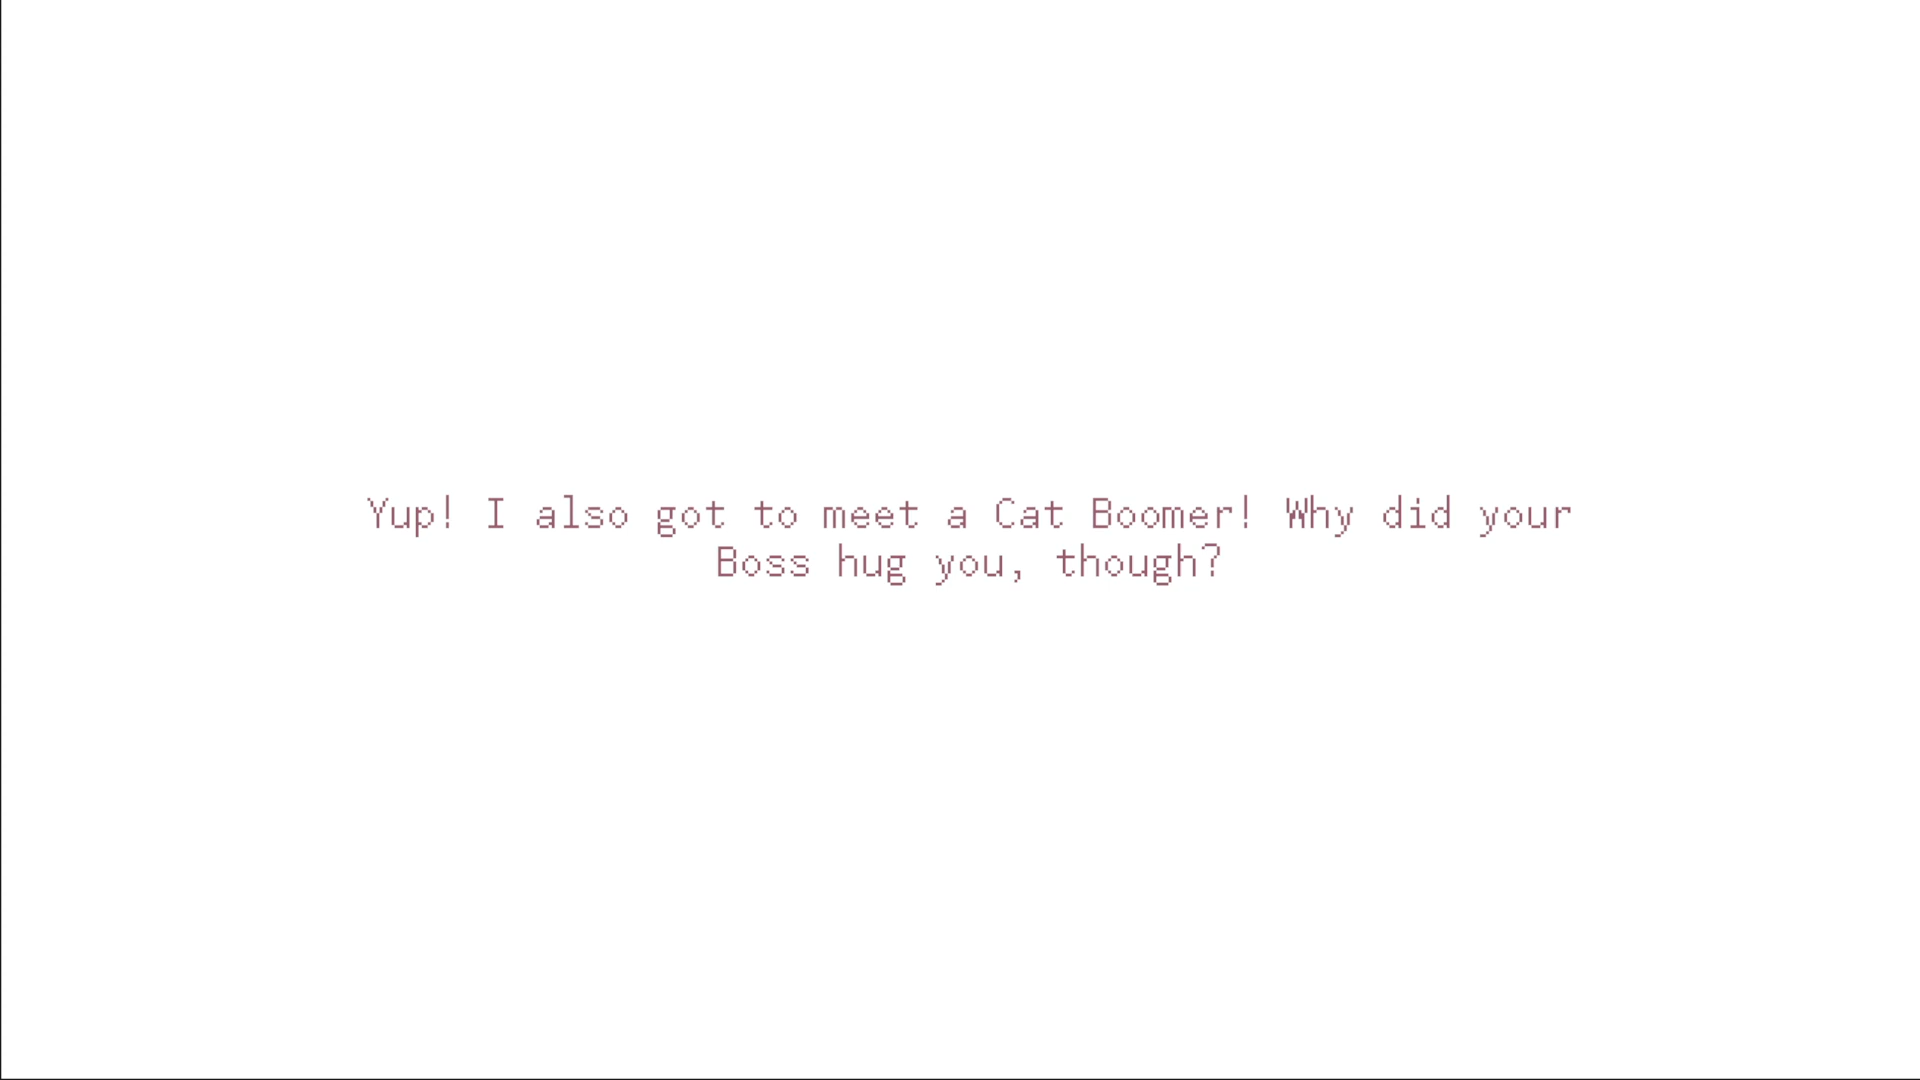 Yup! I also got to meet a Cat Boomer! Why did your
Boss hug you, though?